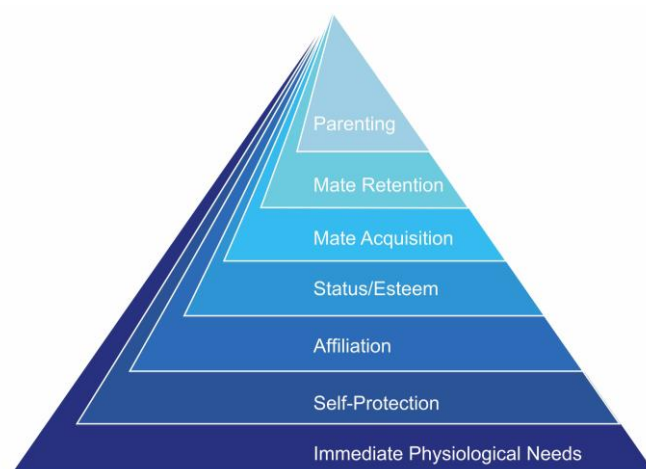 Parenting
Mate Retention
Mate Acquisition
Status/Esteem
Affiliation
Self-Protection
Immediate Physiological Needs